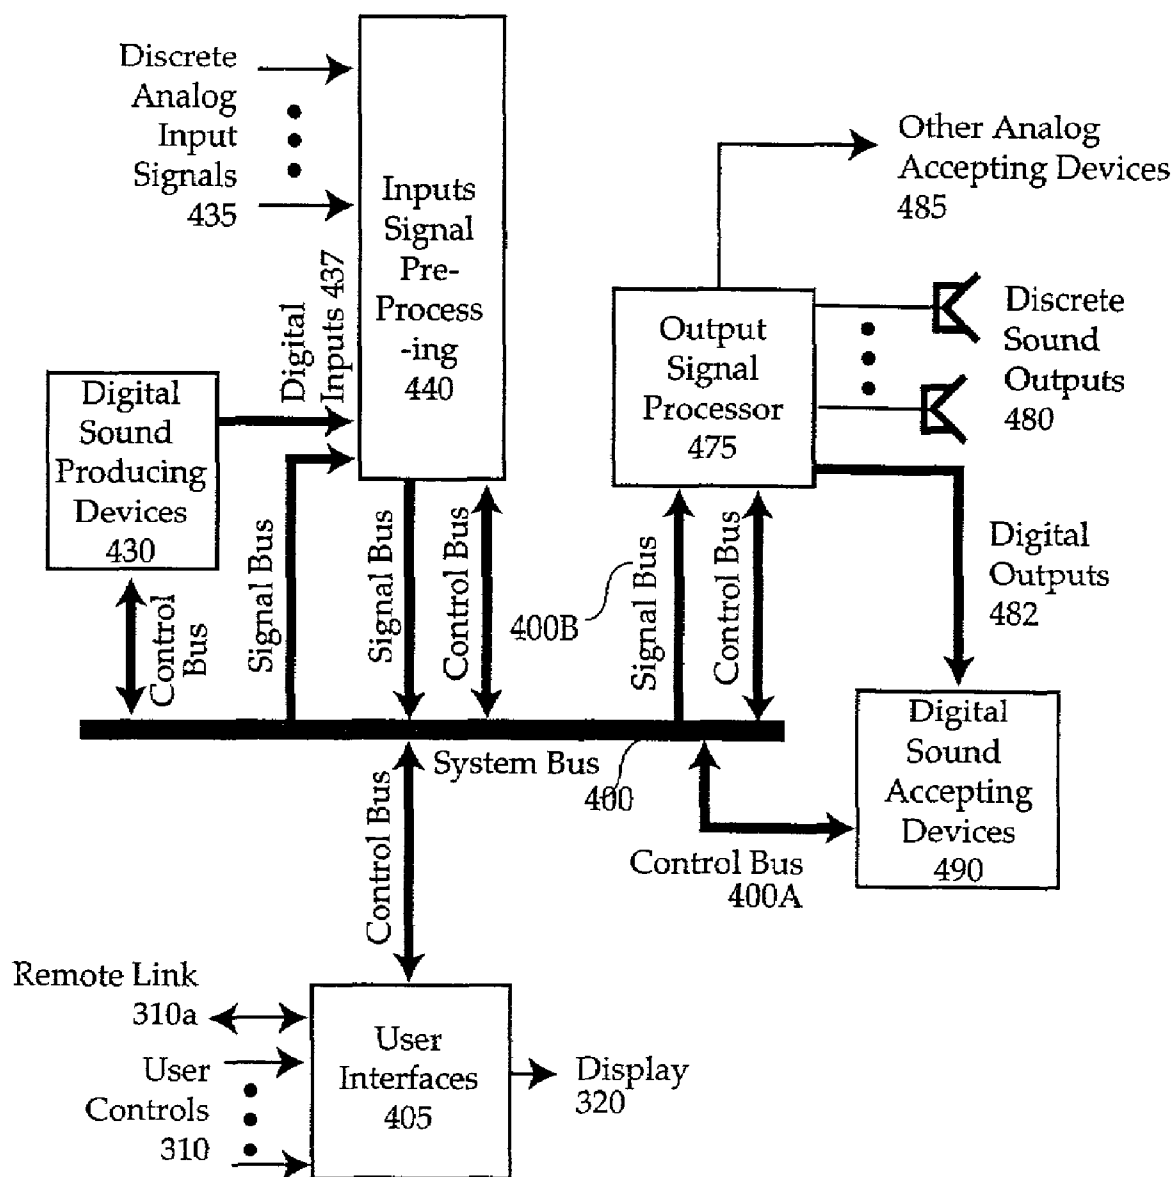 Discrete
Analog
Input
Signals
435
Inputs
Signal
Pre-
Process
-ing
440
Digital
Inputs 437
Digital
Sound
Producing
Devices
430
Other Analog
Accepting Devices
485
Output
Signal
Processor
475
Discrete
Sound
Outputs
480
Digital
Outputs
482
Control
Bus
Signal Bus
Signal Bus
Control Bus
400B
Signal Bus
Control Bus
System Bus
400
Digital
Sound
Accepting
Devices
490
Control Bus
400A
Control Bus
Remote Link
310a
User
Controls
310
User
Interfaces
405
Display
320